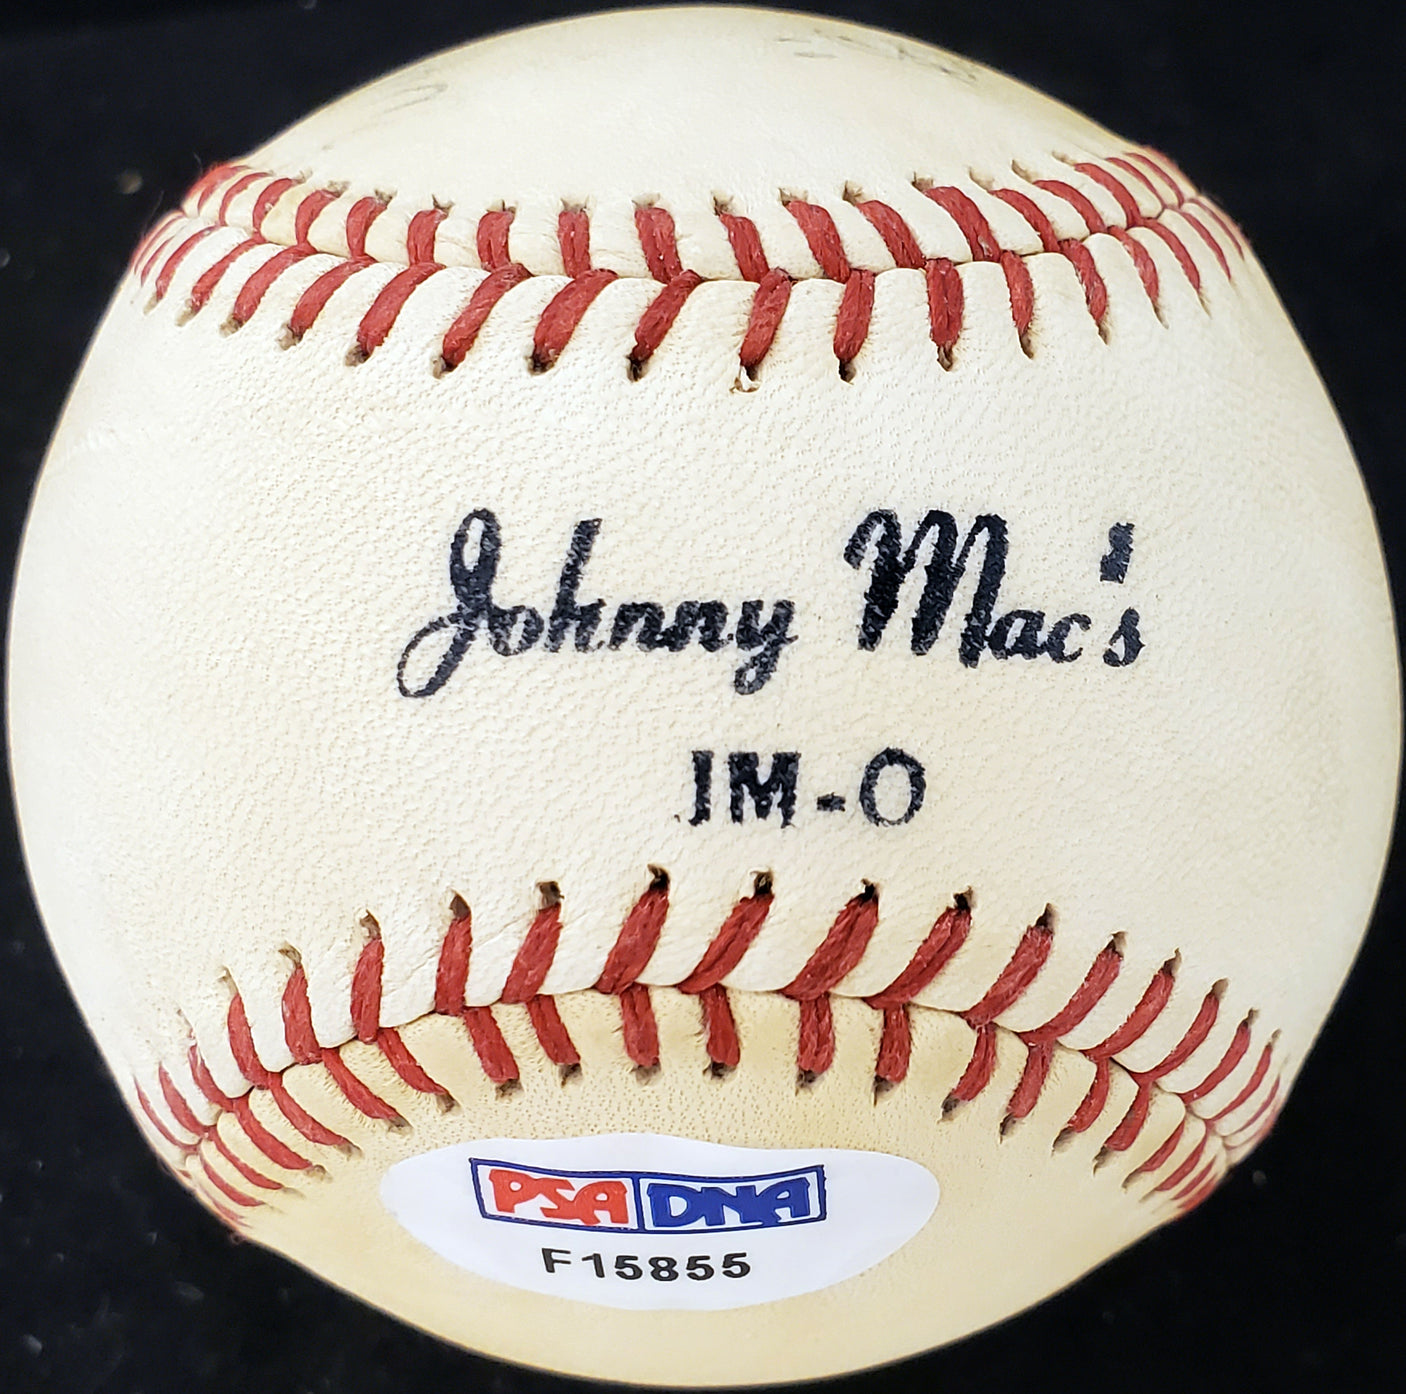 Johnny Mac's
JM-O
PSA DNA
F15855